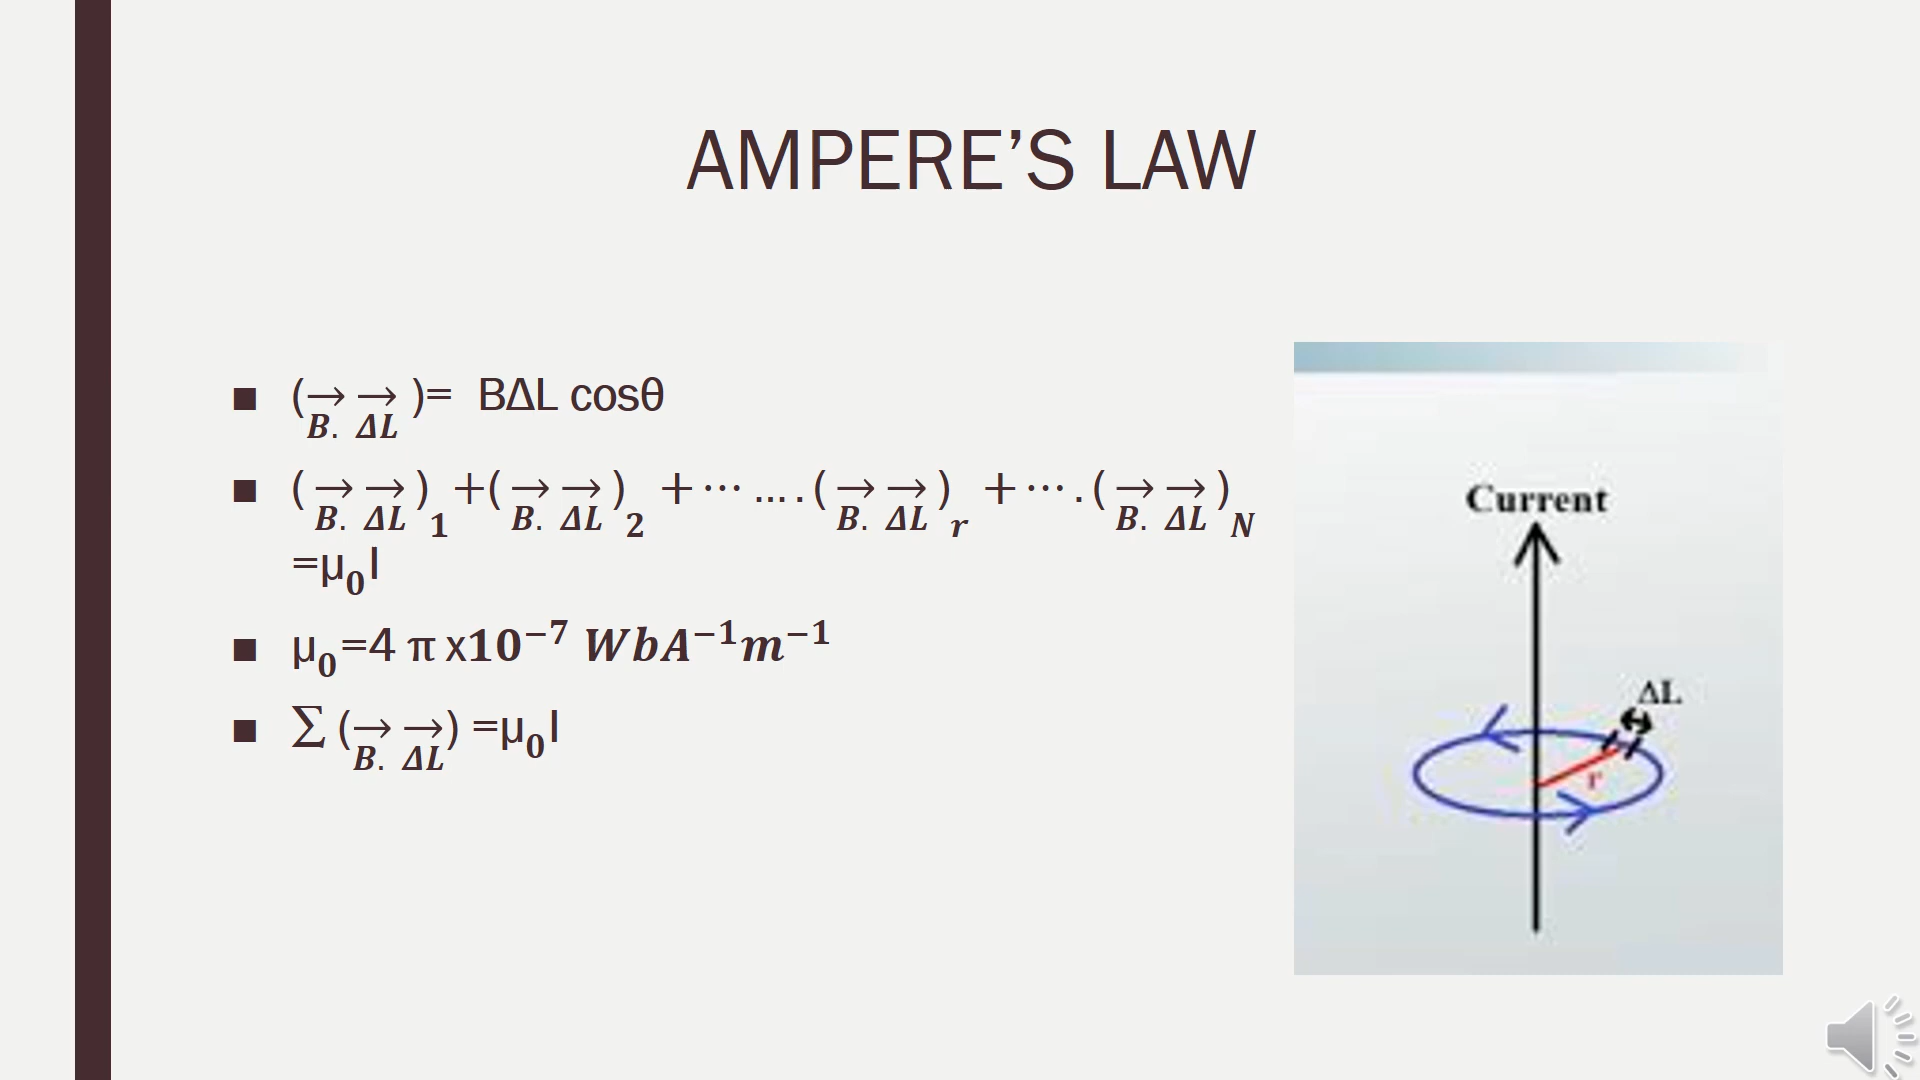 AMPERE’S LAW
■ (→B. →ΔL )= BΔL cosθ
■ ( →B. →ΔL )₁ +( →B. →ΔL )₂ +⋯ … . ( →B. →ΔL )ᵣ +⋯ . ( →B. →ΔL )_N
=μ₀I
■ μ₀=4 π x10⁻⁷ WbA⁻¹m⁻¹
■ ∑ (→B. →ΔL) =μ₀I
Current
ΔL
r